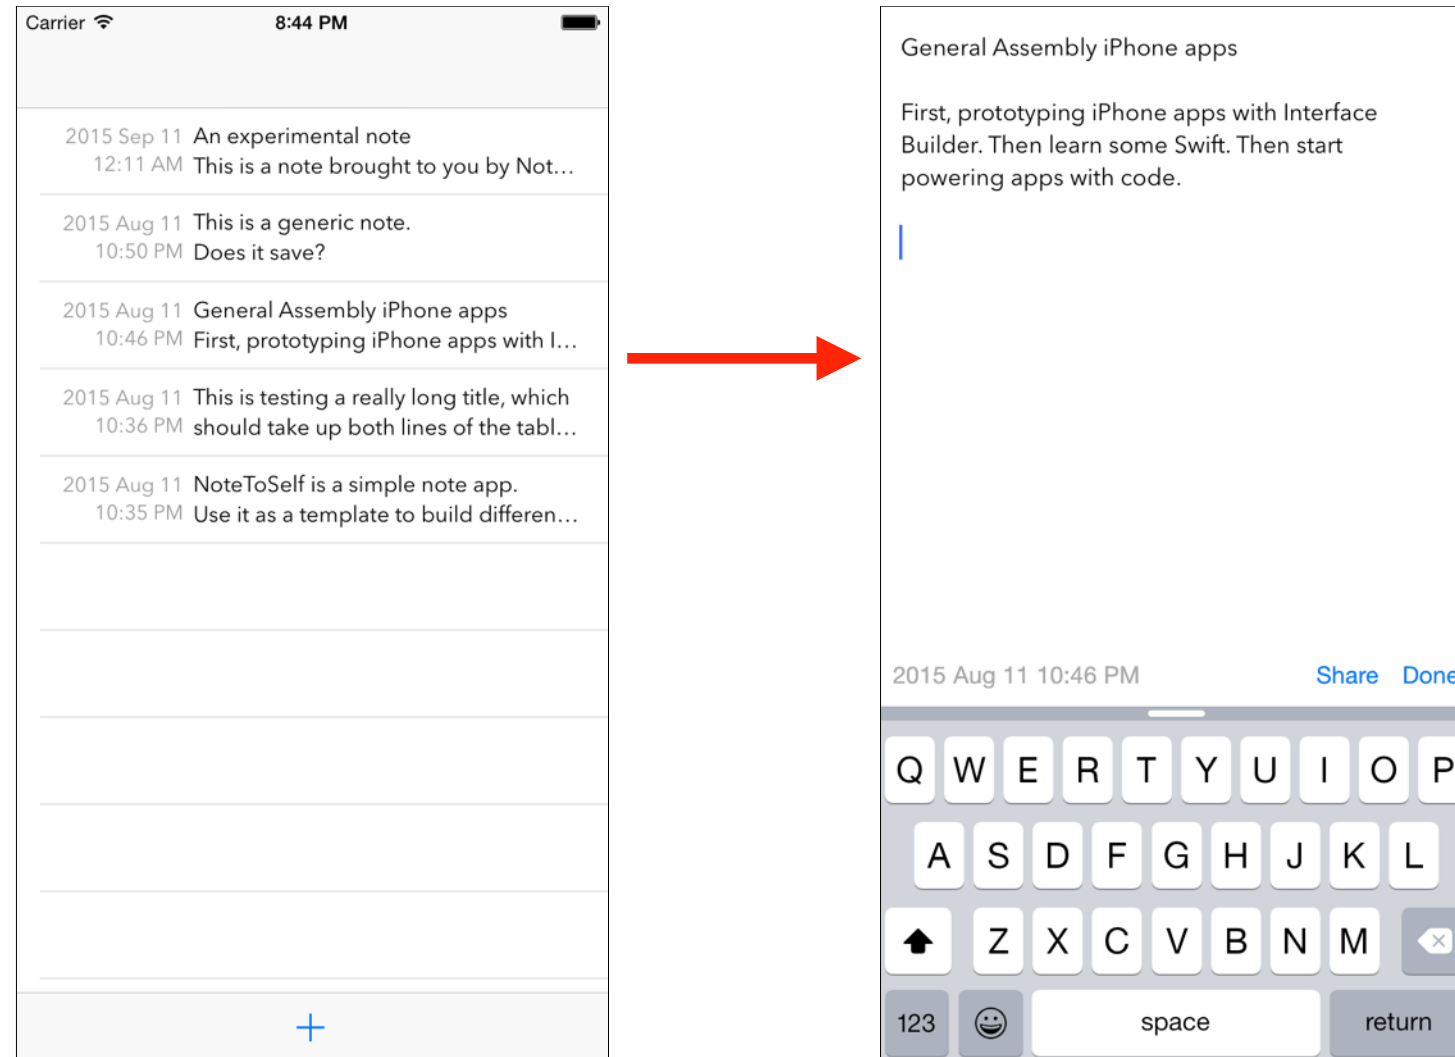 Carrier 8:44 PM
2015 Sep 11 An experimental note
12:11 AM This is a note brought to you by Not...
2015 Aug 11 This is a generic note.
10:50 PM Does it save?
2015 Aug 11 General Assembly iPhone apps
10:46 PM First, prototyping iPhone apps with I...
2015 Aug 11 This is testing a really long title, which
10:36 PM should take up both lines of the tabl...
2015 Aug 11 NoteToSelf is a simple note app.
10:35 PM Use it as a template to build differen...
General Assembly iPhone apps
First, prototyping iPhone apps with Interface
Builder. Then learn some Swift. Then start
powering apps with code.
2015 Aug 11 10:46 PM Share Done
Q W E R T Y U I O P
A S D F G H J K L
Z X C V B N M
123 space return